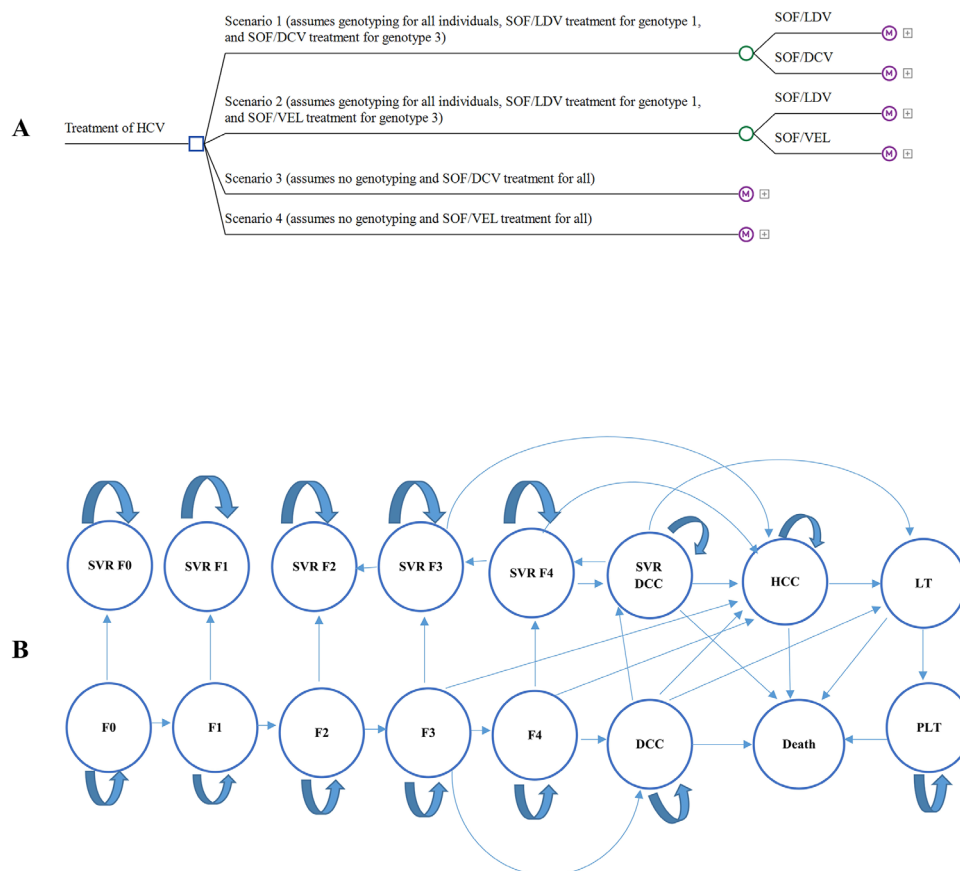 A
Treatment of HCV
Scenario 1 (assumes genotyping for all individuals, SOF/LDV treatment for genotype 1,
and SOF/DCV treatment for genotype 3)
SOF/LDV
M
SOF/DCV
M
Scenario 2 (assumes genotyping for all individuals, SOF/LDV treatment for genotype 1,
and SOF/VEL treatment for genotype 3)
SOF/LDV
M
SOF/VEL
M
Scenario 3 (assumes no genotyping and SOF/DCV treatment for all)
M
Scenario 4 (assumes no genotyping and SOF/VEL treatment for all)
M
B
SVR F0
SVR F1
SVR F2
SVR F3
SVR F4
SVR
DCC
HCC
LT
F0
F1
F2
F3
F4
DCC
Death
PLT